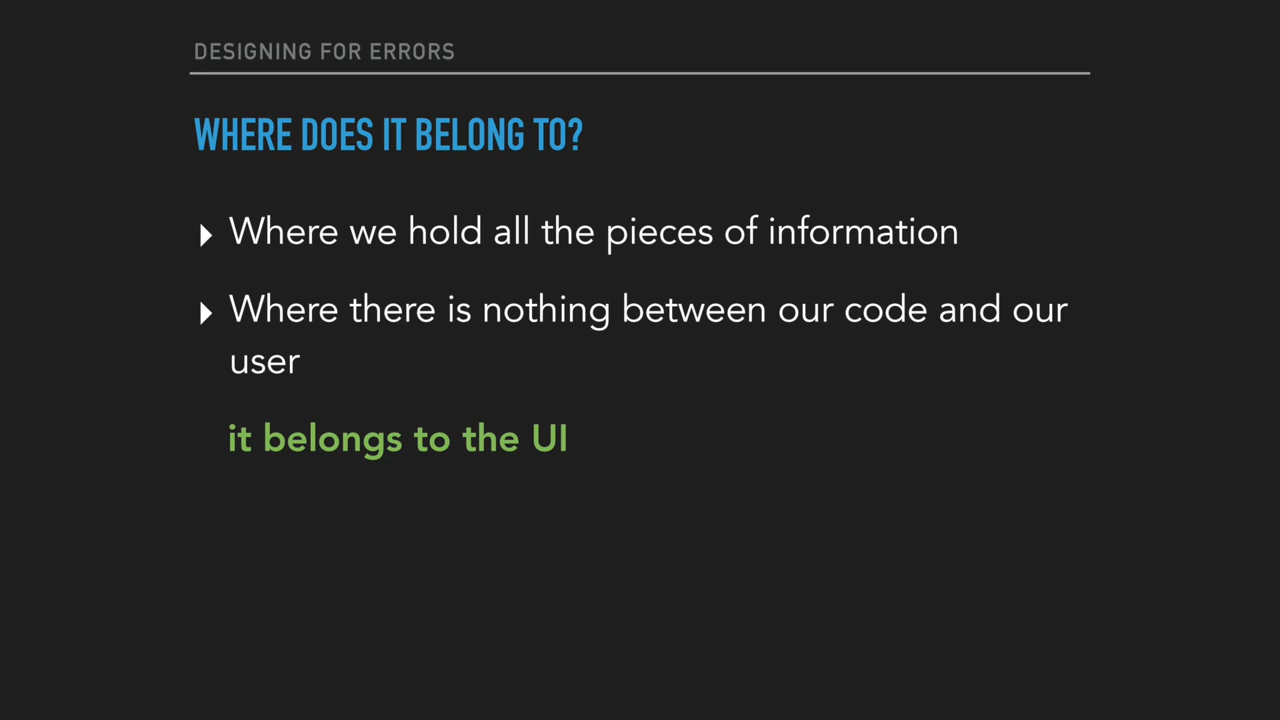 DESIGNING FOR ERRORS
WHERE DOES IT BELONG TO?
▸ Where we hold all the pieces of information
▸ Where there is nothing between our code and our
user
it belongs to the UI